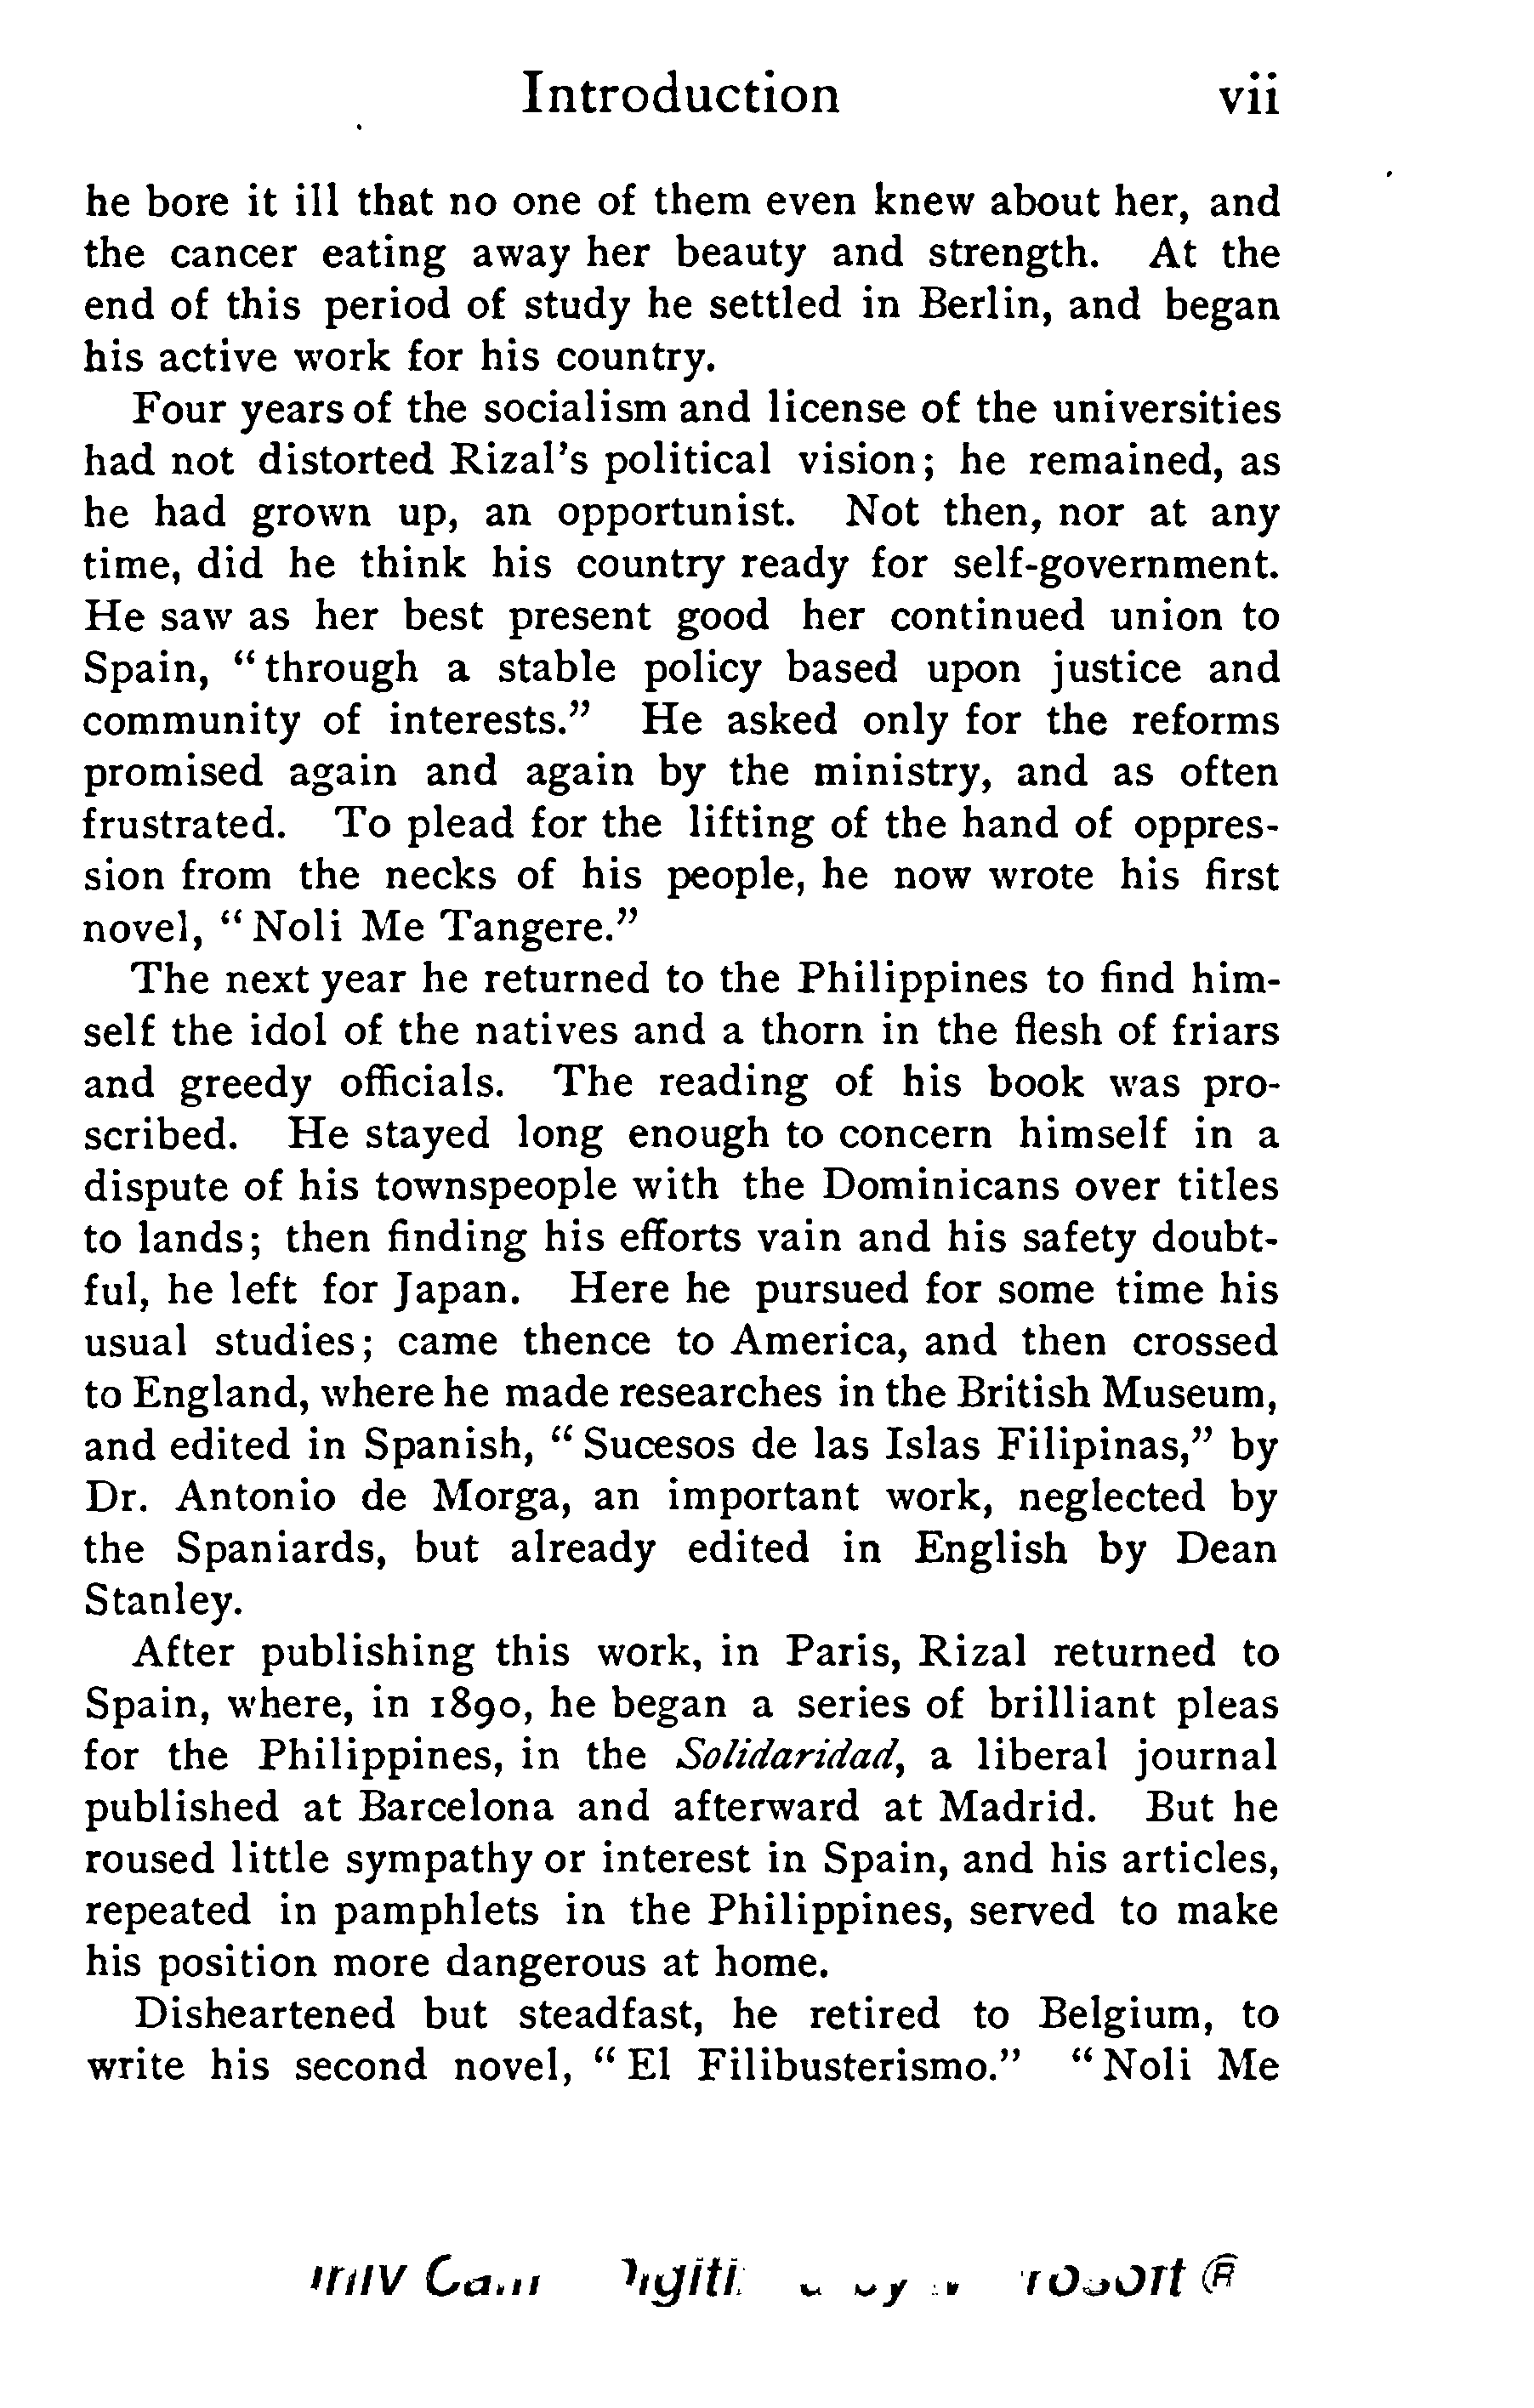 Introduction vii
he bore it ill that no one of them even knew about her, and
the cancer eating away her beauty and strength. At the
end of this period of study he settled in Berlin, and began
his active work for his country.
Four years of the socialism and license of the universities
had not distorted Rizal's political vision; he remained, as
he had grown up, an opportunist. Not then, nor at any
time, did he think his country ready for self-government.
He saw as her best present good her continued union to
Spain, "through a stable policy based upon justice and
community of interests." He asked only for the reforms
promised again and again by the ministry, and as often
frustrated. To plead for the lifting of the hand of oppres-
sion from the necks of his people, he now wrote his first
novel, "Noli Me Tangere."
The next year he returned to the Philippines to find him-
self the idol of the natives and a thorn in the flesh of friars
and greedy officials. The reading of his book was pro-
scribed. He stayed long enough to concern himself in a
dispute of his townspeople with the Dominicans over titles
to lands; then finding his efforts vain and his safety doubt-
ful, he left for Japan. Here he pursued for some time his
usual studies; came thence to America, and then crossed
to England, where he made researches in the British Museum,
and edited in Spanish, "Sucesos de las Islas Filipinas," by
Dr. Antonio de Morga, an important work, neglected by
the Spaniards, but already edited in English by Dean
Stanley.
After publishing this work, in Paris, Rizal returned to
Spain, where, in 1890, he began a series of brilliant pleas
for the Philippines, in the Solidaridad, a liberal journal
published at Barcelona and afterward at Madrid. But he
roused little sympathy or interest in Spain, and his articles,
repeated in pamphlets in the Philippines, served to make
his position more dangerous at home.
Disheartened but steadfast, he retired to Belgium, to
write his second novel, "El Filibusterismo." "Noli Me